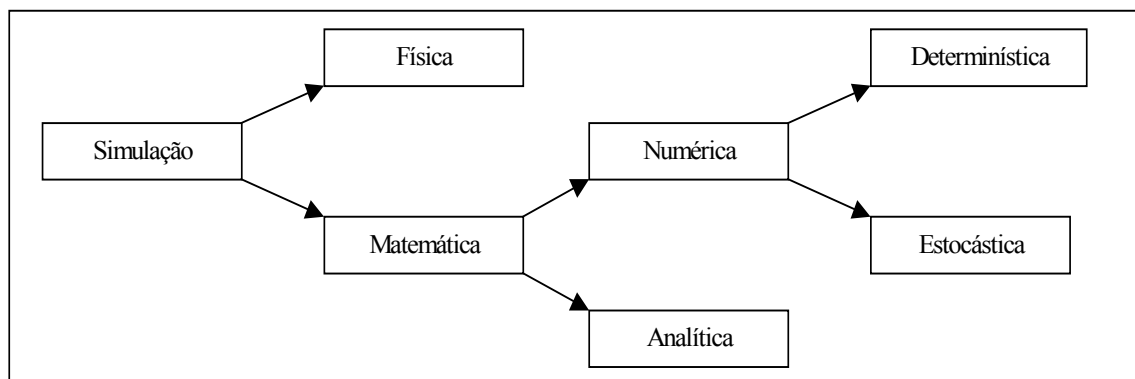 Física
Determinística
Simulação
Numérica
Matemática
Estocástica
Analítica